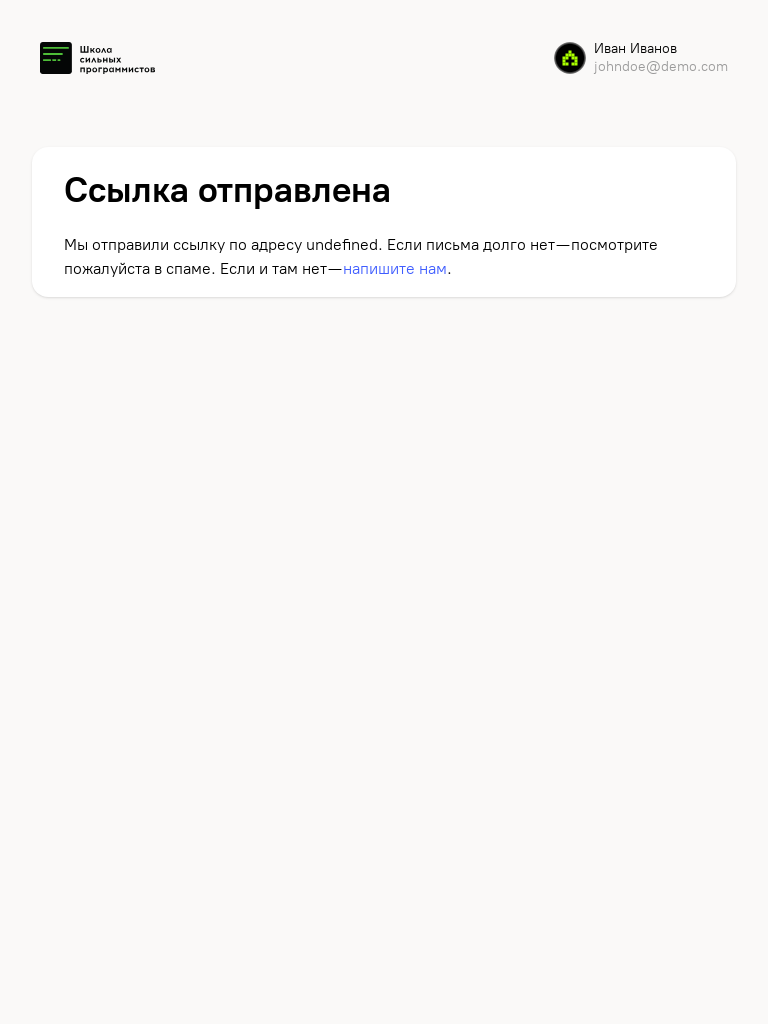 Школа
сильных
программистов
Иван Иванов
johndoe@demo.com
Ссылка отправлена
Мы отправили ссылку по адресу undefined. Если письма долго нет — посмотрите
пожалуйста в спаме. Если и там нет — напишите нам.